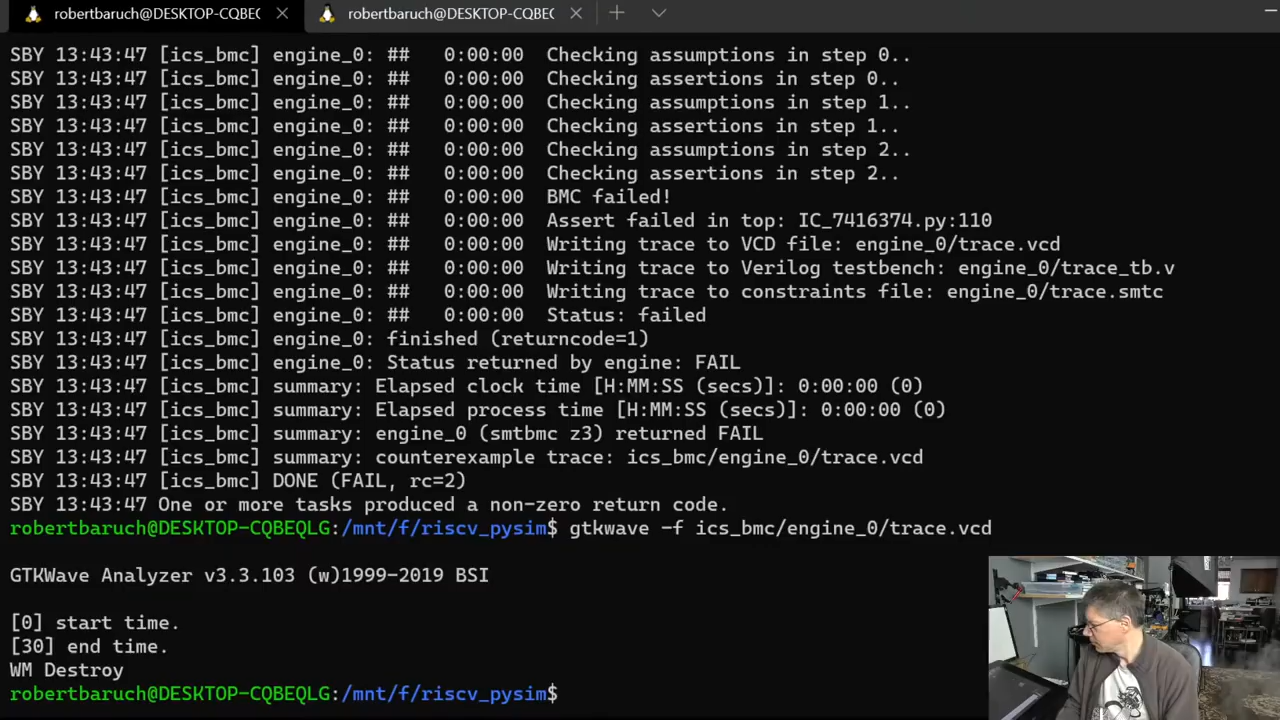 robertbaruch@DESKTOP-CQBEC
robertbaruch@DESKTOP-CQBEC
SBY 13:43:47 [ics_bmc] engine_0: ##   0:00:00  Checking assumptions in step 0..
SBY 13:43:47 [ics_bmc] engine_0: ##   0:00:00  Checking assertions in step 0..
SBY 13:43:47 [ics_bmc] engine_0: ##   0:00:00  Checking assumptions in step 1..
SBY 13:43:47 [ics_bmc] engine_0: ##   0:00:00  Checking assertions in step 1..
SBY 13:43:47 [ics_bmc] engine_0: ##   0:00:00  Checking assumptions in step 2..
SBY 13:43:47 [ics_bmc] engine_0: ##   0:00:00  Checking assertions in step 2..
SBY 13:43:47 [ics_bmc] engine_0: ##   0:00:00  BMC failed!
SBY 13:43:47 [ics_bmc] engine_0: ##   0:00:00  Assert failed in top: IC_7416374.py:110
SBY 13:43:47 [ics_bmc] engine_0: ##   0:00:00  Writing trace to VCD file: engine_0/trace.vcd
SBY 13:43:47 [ics_bmc] engine_0: ##   0:00:00  Writing trace to Verilog testbench: engine_0/trace_tb.v
SBY 13:43:47 [ics_bmc] engine_0: ##   0:00:00  Writing trace to constraints file: engine_0/trace.smtc
SBY 13:43:47 [ics_bmc] engine_0: ##   0:00:00  Status: failed
SBY 13:43:47 [ics_bmc] engine_0: finished (returncode=1)
SBY 13:43:47 [ics_bmc] engine_0: Status returned by engine: FAIL
SBY 13:43:47 [ics_bmc] summary: Elapsed clock time [H:MM:SS (secs)]: 0:00:00 (0)
SBY 13:43:47 [ics_bmc] summary: Elapsed process time [H:MM:SS (secs)]: 0:00:00 (0)
SBY 13:43:47 [ics_bmc] summary: engine_0 (smtbmc z3) returned FAIL
SBY 13:43:47 [ics_bmc] summary: counterexample trace: ics_bmc/engine_0/trace.vcd
SBY 13:43:47 [ics_bmc] DONE (FAIL, rc=2)
SBY 13:43:47 One or more tasks produced a non-zero return code.
robertbaruch@DESKTOP-CQBEQLG:/mnt/f/riscv_pysim$ gtkwave -f ics_bmc/engine_0/trace.vcd
GTKWave Analyzer v3.3.103 (w)1999-2019 BSI
[0] start time.
[30] end time.
WM Destroy
robertbaruch@DESKTOP-CQBEQLG:/mnt/f/riscv_pysim$